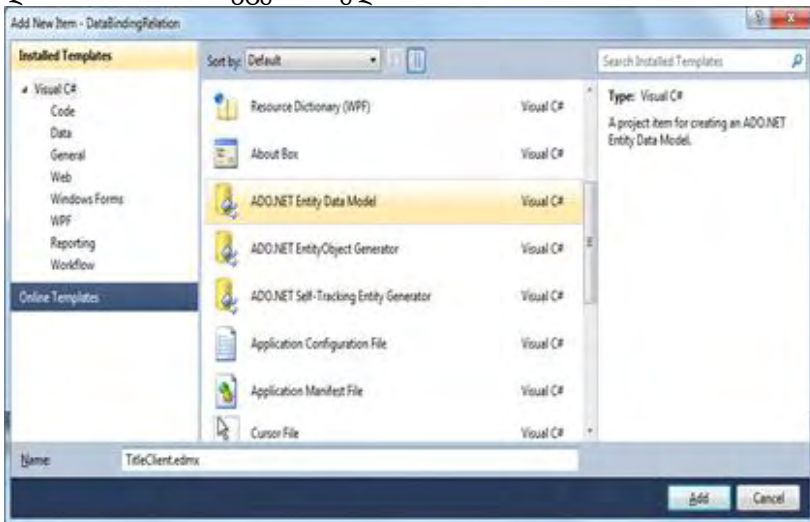 Add New Item - DataBindingRelation
Installed Templates
Visual C#
Code
Data
General
Web
Windows Forms
WPF
Reporting
Workflow
Online Templates
Sort by: Default
Resource Dictionary (WPF) Visual C#
About Box Visual C#
ADO.NET Entity Data Model Visual C#
ADO.NET EntityObject Generator Visual C#
ADO.NET Self-Tracking Entity Generator Visual C#
Application Configuration File Visual C#
Application Manifest File Visual C#
Cursor File Visual C#
Search Installed Templates
Type: Visual C#
A project item for creating an ADO.NET
Entity Data Model.
Name: TitleClient.edmx
Add Cancel